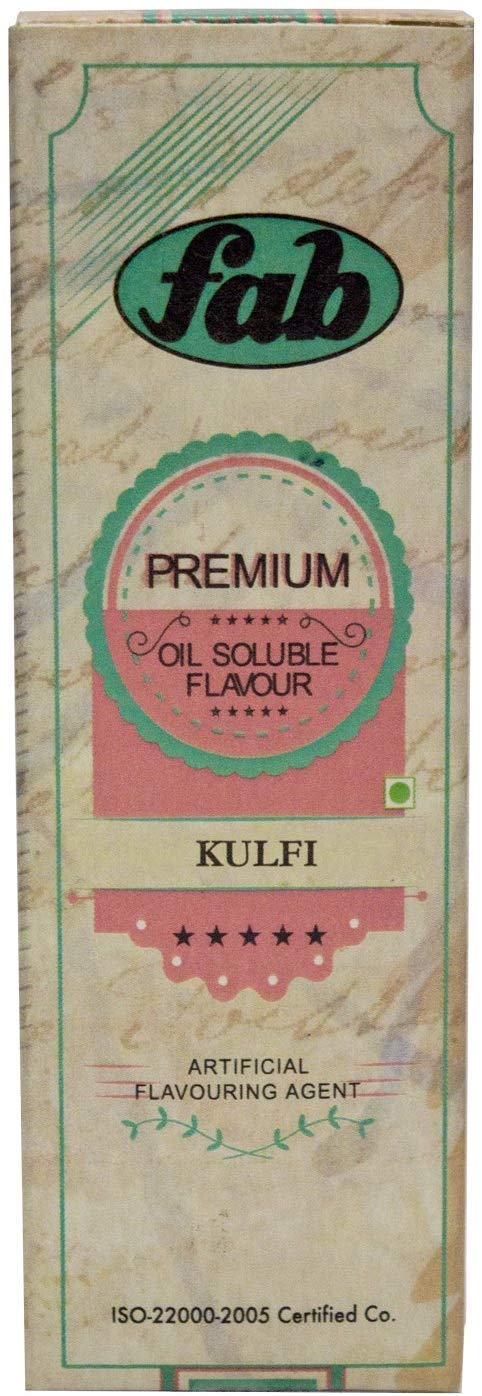 fab
PREMIUM
OIL SOLUBLE
FLAVOUR
KULFI
ARTIFICIAL
FLAVOURING AGENT
ISO-22000-2005 Certified Co.